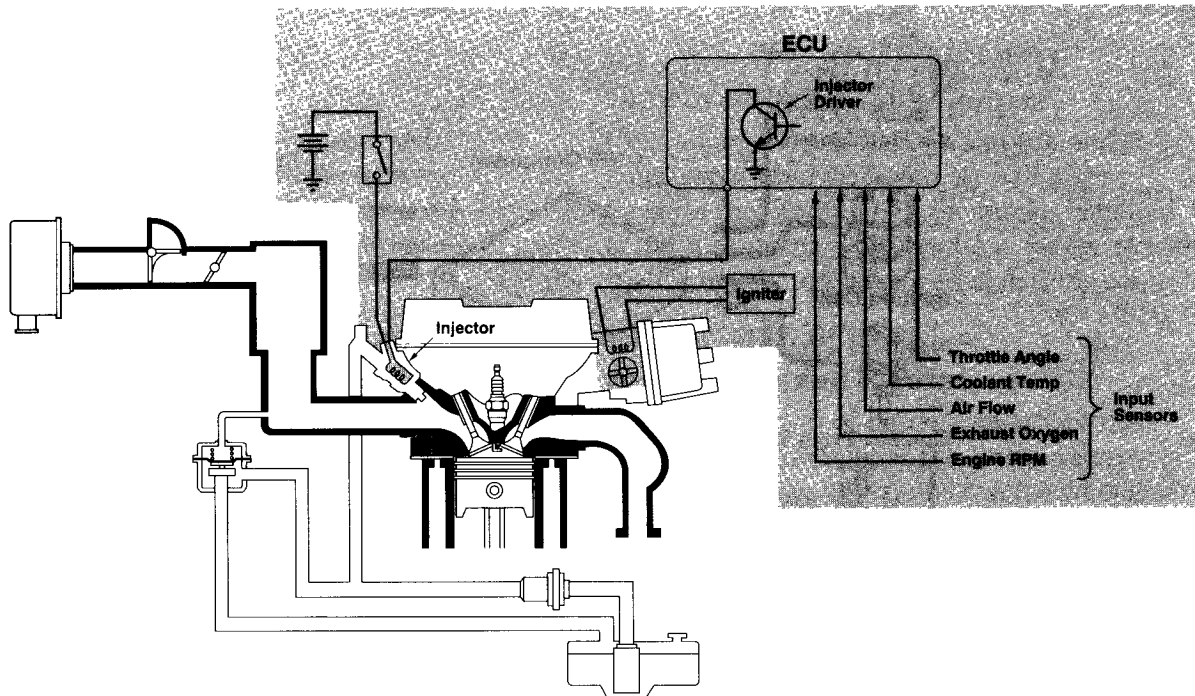 ECU
Injector
Driver
Igniter
Injector
Throttle Angle
Coolant Temp
Air Flow
Exhaust Oxygen
Engine RPM
Input
Sensors